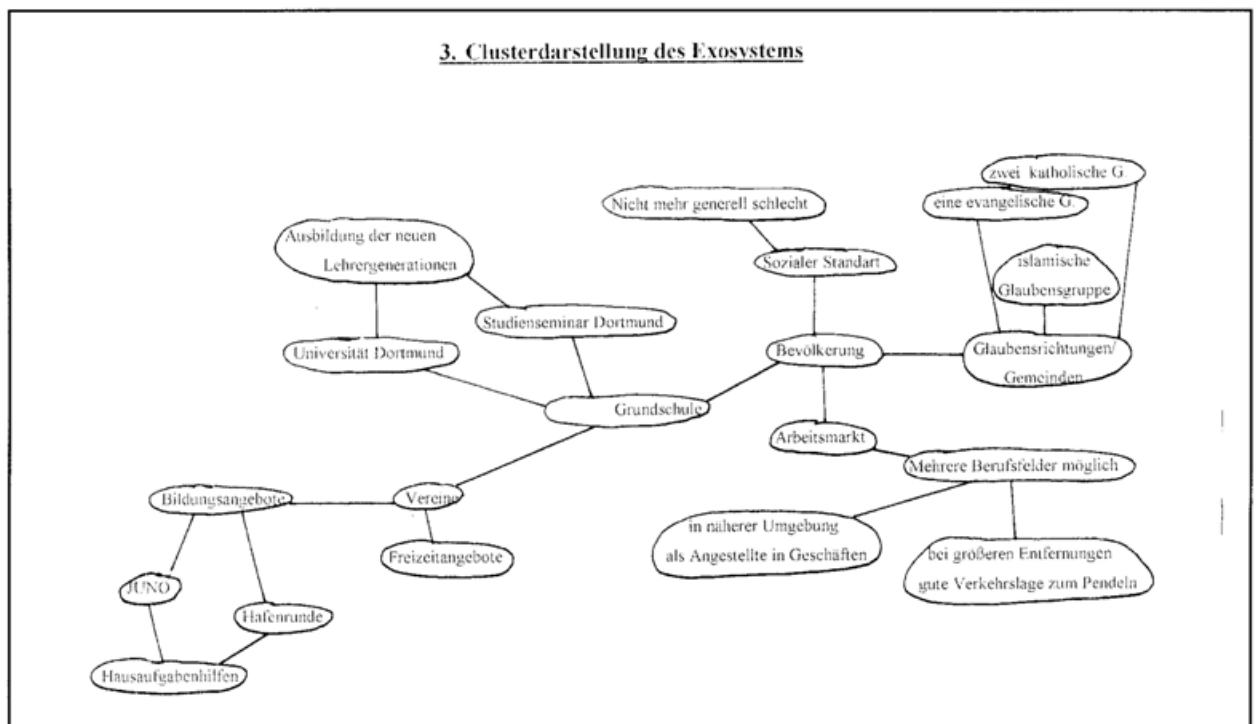 3. Clusterdarstellung des Exosystems
zwei katholische G.
Nicht mehr generell schlecht
eine evangelische G.
Ausbildung der neuen
Lehrergenerationen
Sozialer Standart
islamische
Glaubensgruppe
Studienseminar Dortmund
Universität Dortmund
Bevölkerung
Glaubensrichtungen/
Gemeinden
Grundschule
Arbeitsmarkt
Mehrere Berufsfelder möglich
Bildungsangebote
Vereine
in näherer Umgebung
als Angestellte in Geschäften
Freizeitangebote
bei größeren Entfernungen
gute Verkehrslage zum Pendeln
JUNO
Hafenrunde
Hausaufgabenhilfen